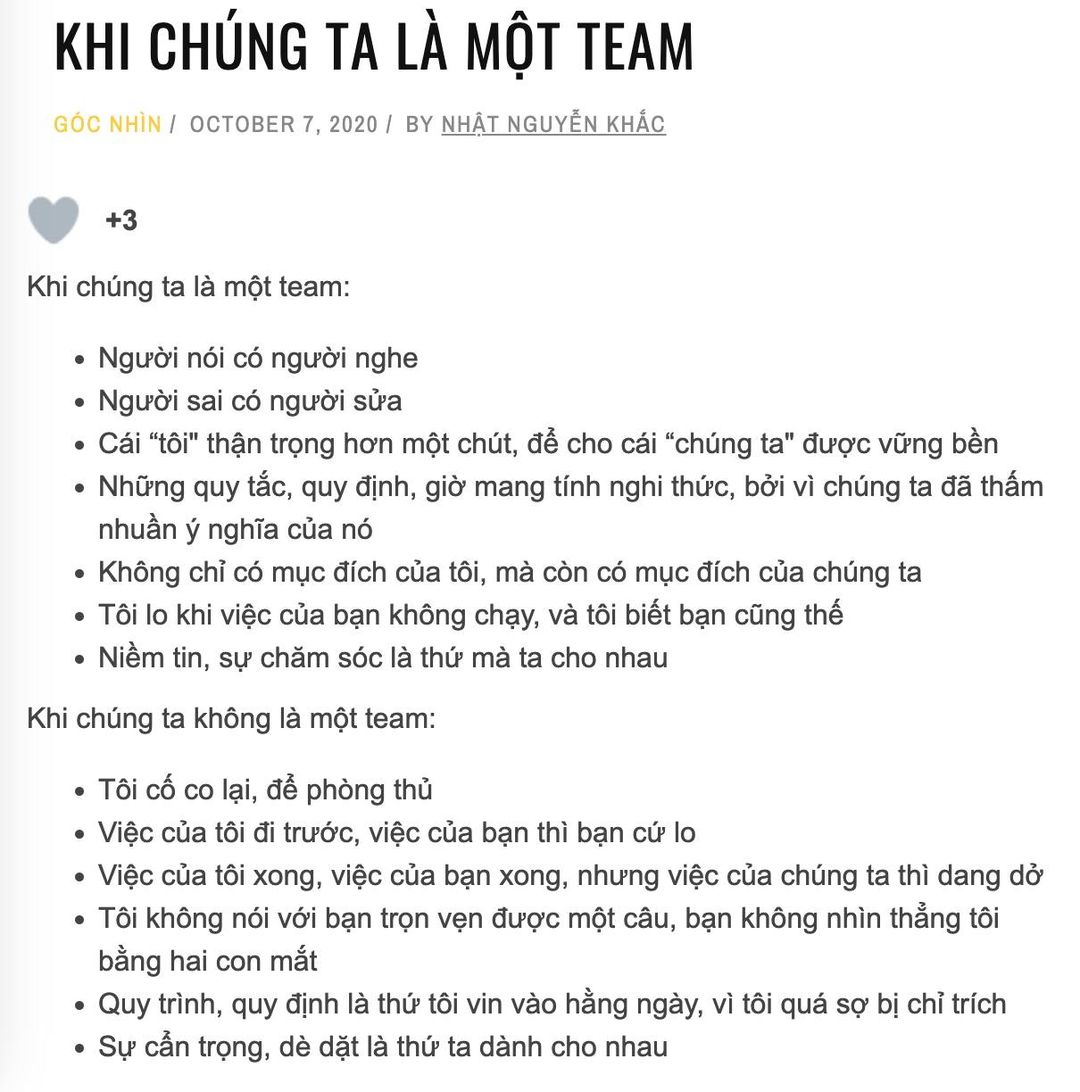 KHI CHÚNG TA LÀ MỘT TEAM
GÓC NHÌN / OCTOBER 7, 2020 / BY NHẬT NGUYỄN KHẮC
+3
Khi chúng ta là một team:
• Người nói có người nghe
• Người sai có người sửa
• Cái “tôi" thận trọng hơn một chút, để cho cái “chúng ta" được vững bền
• Những quy tắc, quy định, giờ mang tính nghi thức, bởi vì chúng ta đã thấm
nhuần ý nghĩa của nó
• Không chỉ có mục đích của tôi, mà còn có mục đích của chúng ta
• Tôi lo khi việc của bạn không chạy, và tôi biết bạn cũng thế
• Niềm tin, sự chăm sóc là thứ mà ta cho nhau
Khi chúng ta không là một team:
• Tôi cố co lại, để phòng thủ
• Việc của tôi đi trước, việc của bạn thì bạn cứ lo
• Việc của tôi xong, việc của bạn xong, nhưng việc của chúng ta thì dang dở
• Tôi không nói với bạn trọn vẹn được một câu, bạn không nhìn thẳng tôi
bằng hai con mắt
• Quy trình, quy định là thứ tôi vin vào hằng ngày, vì tôi quá sợ bị chỉ trích
• Sự cẩn trọng, dè dặt là thứ ta dành cho nhau